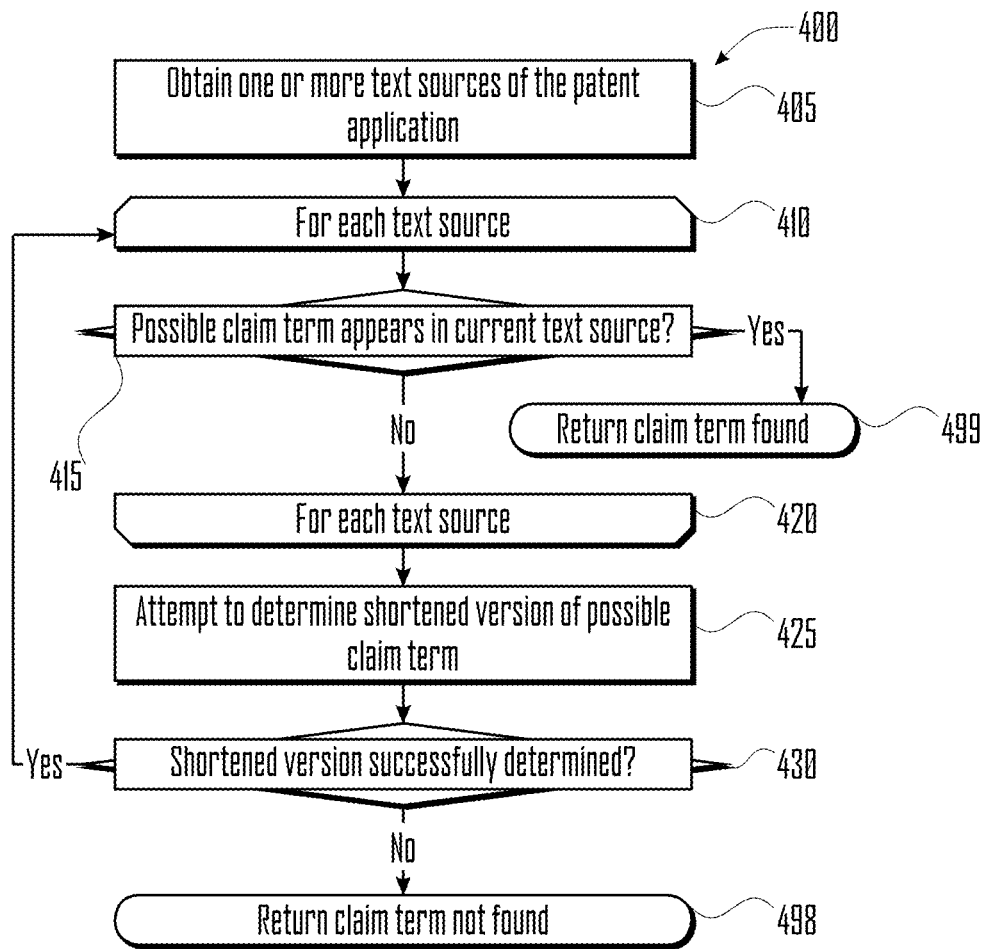 400
Obtain one or more text sources of the patent
application
405
For each text source
410
Possible claim term appears in current text source?
Yes
415
No
Return claim term found
499
For each text source
420
Attempt to determine shortened version of possible
claim term
425
Shortened version successfully determined?
Yes
430
No
Return claim term not found
498